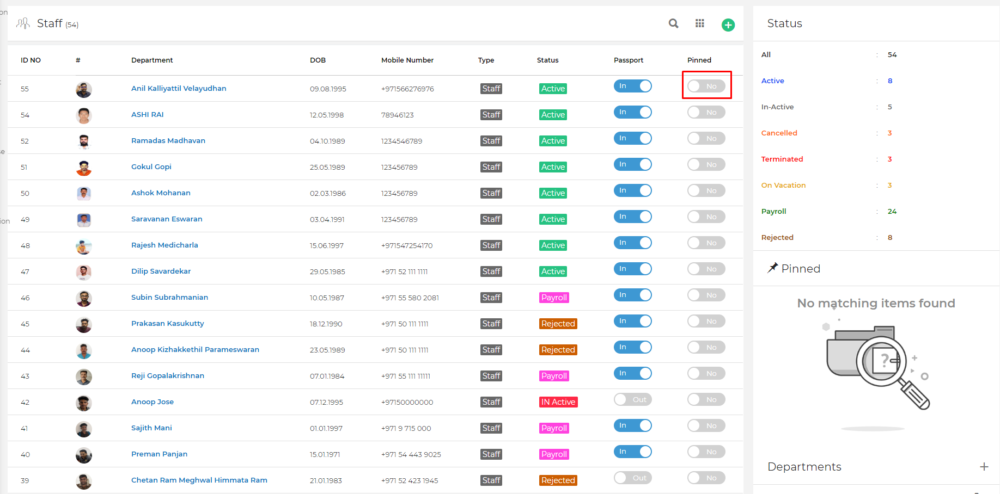 on
Staff (54)
ID NO # Department DOB Mobile Number Type Status Passport Pinned
55 Anil Kalliyattil Velayudhan 09.08.1995 +971566276976 Staff Active In No
54 ASHI RAI 12.05.1998 78946123 Staff Active In No
52 Ramadas Madhavan 04.10.1989 1234546789 Staff Active In No
51 Gokul Gopi 25.05.1989 123456789 Staff Active In No
50 Ashok Mohanan 02.03.1986 123456789 Staff Active In No
49 Saravanan Eswaran 03.04.1991 123456789 Staff Active In No
48 Rajesh Medicharla 15.06.1997 +971547254170 Staff Active In No
47 Dilip Savardekar 29.05.1985 +971 52 111 1111 Staff Active In No
46 Subin Subrahmanian 10.05.1987 +971 55 580 2081 Staff Payroll In No
45 Prakasan Kasukutty 18.12.1990 +971 50 111 1111 Staff Rejected In No
44 Anoop Kizhakkethil Parameswaran 23.05.1989 +971 50 111 1111 Staff Rejected In No
43 Reji Gopalakrishnan 07.01.1984 +971 55 111 11111 Staff Payroll In No
42 Anoop Jose 07.12.1995 +97150000000 Staff IN Active Out No
41 Sajith Mani 01.01.1997 +971 9 715 000 Staff Payroll In No
40 Preman Panjan 15.01.1971 +971 54 443 9025 Staff Payroll In No
39 Chetan Ram Meghwal Himmata Ram 21.01.1983 +971 52 423 1945 Staff Rejected Out No
se
ion
Status
All : 54
Active : 8
In-Active : 5
Cancelled : 3
Terminated : 3
On Vacation : 3
Payroll : 24
Rejected : 8
Pinned
No matching items found
?
Departments +